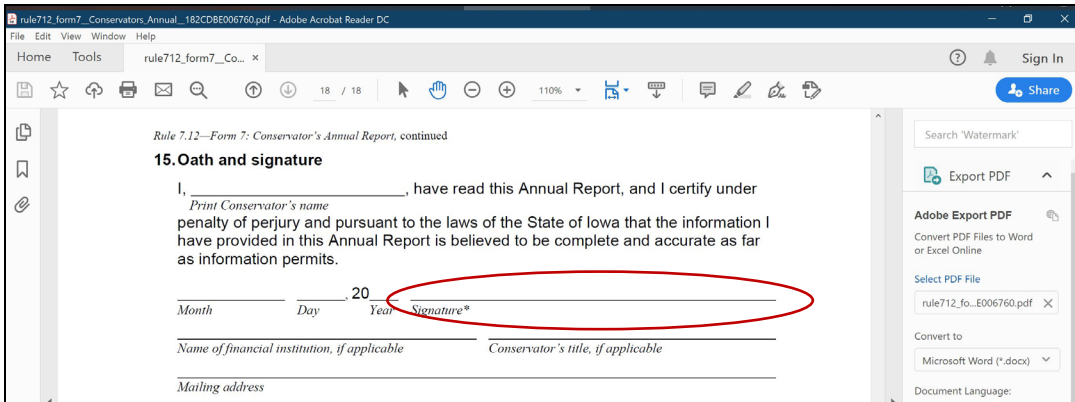 rule712_form7__Conservators_Annual__182CDBE006760.pdf - Adobe Acrobat Reader DC
File Edit View Window Help
Home Tools rule712_form7__Co... × Sign In
18 / 18 110% Share
Rule 7.12—Form 7: Conservator's Annual Report, continued
15. Oath and signature
I, _________________________, have read this Annual Report, and I certify under
Print Conservator's name
penalty of perjury and pursuant to the laws of the State of Iowa that the information I
have provided in this Annual Report is believed to be complete and accurate as far
as information permits.
____________ ______, 20___ ____________________
Month Day Year Signature*
Name of financial institution, if applicable Conservator's title, if applicable
Mailing address
Search 'Watermark'
Export PDF
Adobe Export PDF
Convert PDF Files to Word
or Excel Online
Select PDF File
rule712_fo...E006760.pdf ×
Convert to
Microsoft Word (*.docx)
Document Language: